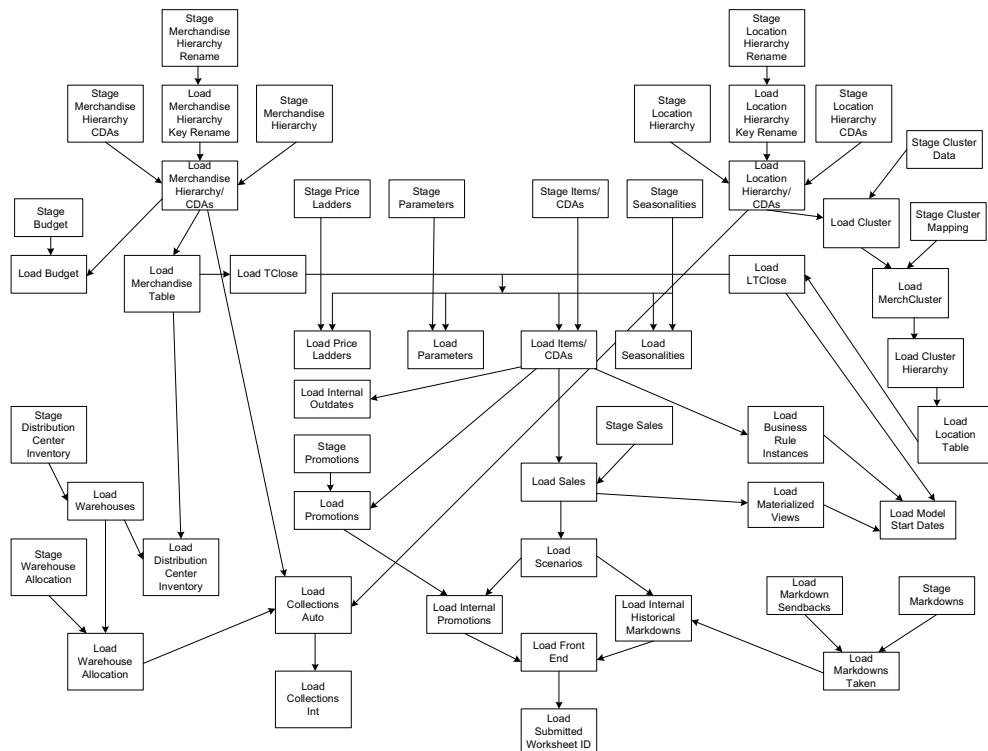 Stage
Merchandise
Hierarchy
Rename
Stage
Location
Hierarchy
Rename
Stage
Merchandise
Hierarchy
CDAs
Load
Merchandise
Hierarchy
Key Rename
Stage
Merchandise
Hierarchy
Stage
Location
Hierarchy
Load
Location
Hierarchy
Key Rename
Stage
Location
Hierarchy
CDAs
Stage Cluster
Data
Load
Merchandise
Hierarchy/
CDAs
Load
Location
Hierarchy/
CDAs
Stage
Budget
Stage Price
Ladders
Stage
Parameters
Stage Items/
CDAs
Stage
Seasonalities
Load Cluster
Stage Cluster
Mapping
Load Budget
Load
Merchandise
Table
Load TClose
Load
LTClose
Load
MerchCluster
Load Price
Ladders
Load
Parameters
Load Items/
CDAs
Load
Seasonalities
Load Cluster
Hierarchy
Load Internal
Outdates
Load
Location
Table
Stage
Distribution
Center
Inventory
Stage
Promotions
Stage Sales
Load
Business
Rule
Instances
Load
Warehouses
Load
Promotions
Load Sales
Load
Materialized
Views
Load Model
Start Dates
Stage
Warehouse
Allocation
Load
Distribution
Center
Inventory
Load
Scenarios
Load
Collections
Auto
Load Internal
Promotions
Load Internal
Historical
Markdowns
Load
Markdown
Sendbacks
Stage
Markdowns
Load
Warehouse
Allocation
Load Front
End
Load
Markdowns
Taken
Load
Collections
Int
Load
Submitted
Worksheet ID